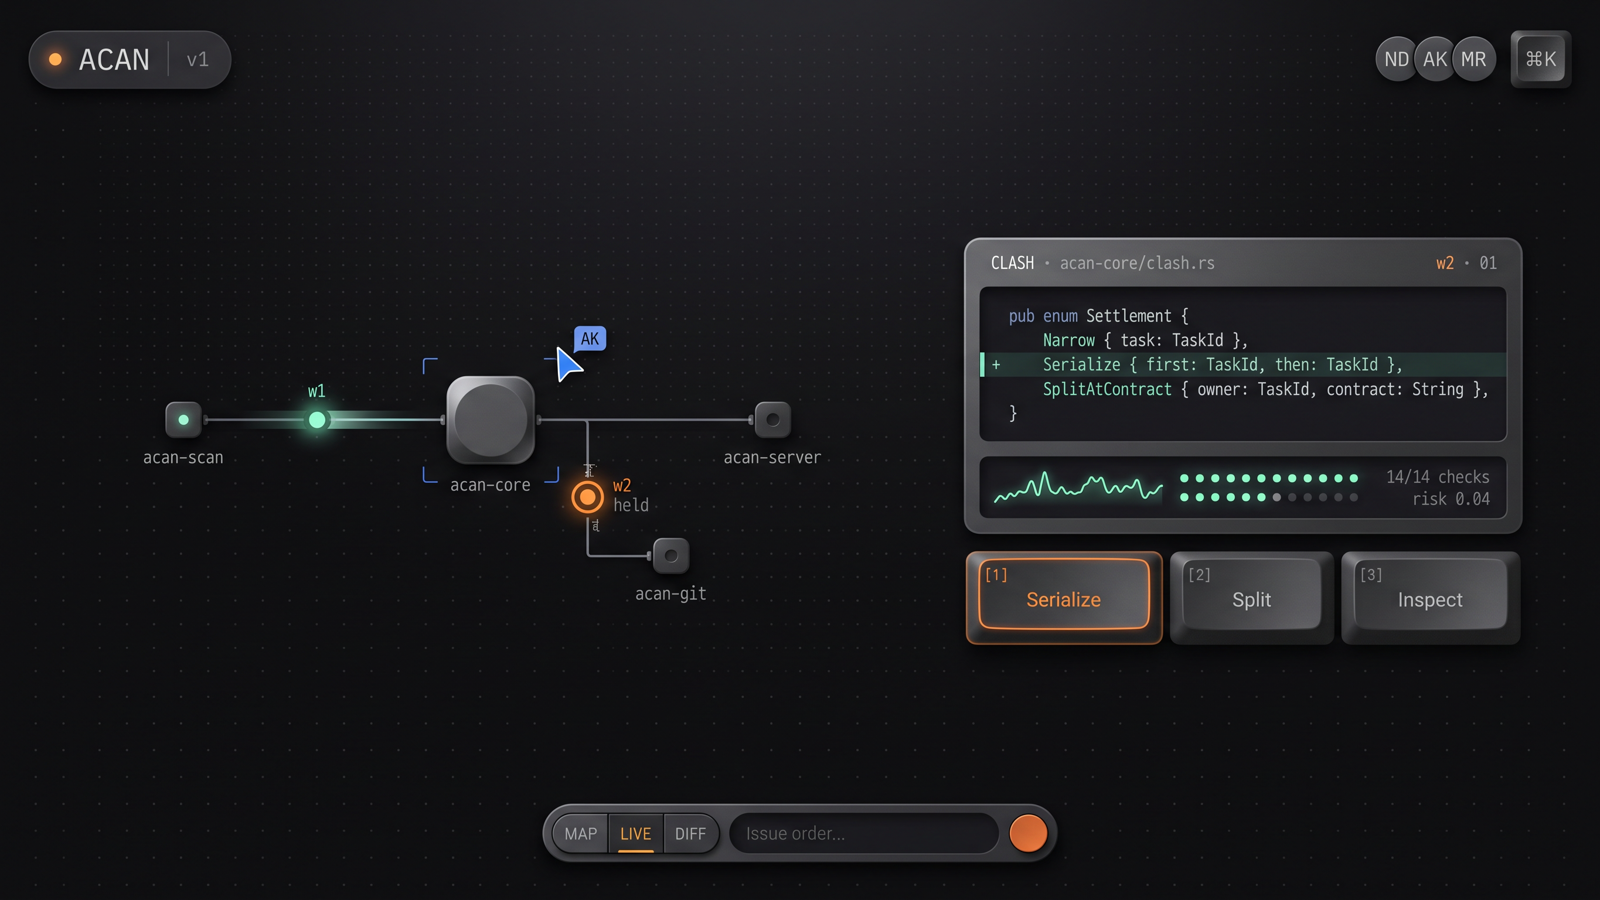 ACAN v1
ND AK MR ⌘K
AK
w1
acan-scan
acan-core
acan-server
w2
held
acan-git
CLASH · acan-core/clash.rs w2 · 01
pub enum Settlement {
Narrow { task: TaskId },
+ Serialize { first: TaskId, then: TaskId },
SplitAtContract { owner: TaskId, contract: String },
}
14/14 checks
risk 0.04
[1] Serialize
[2] Split
[3] Inspect
MAP LIVE DIFF Issue order...